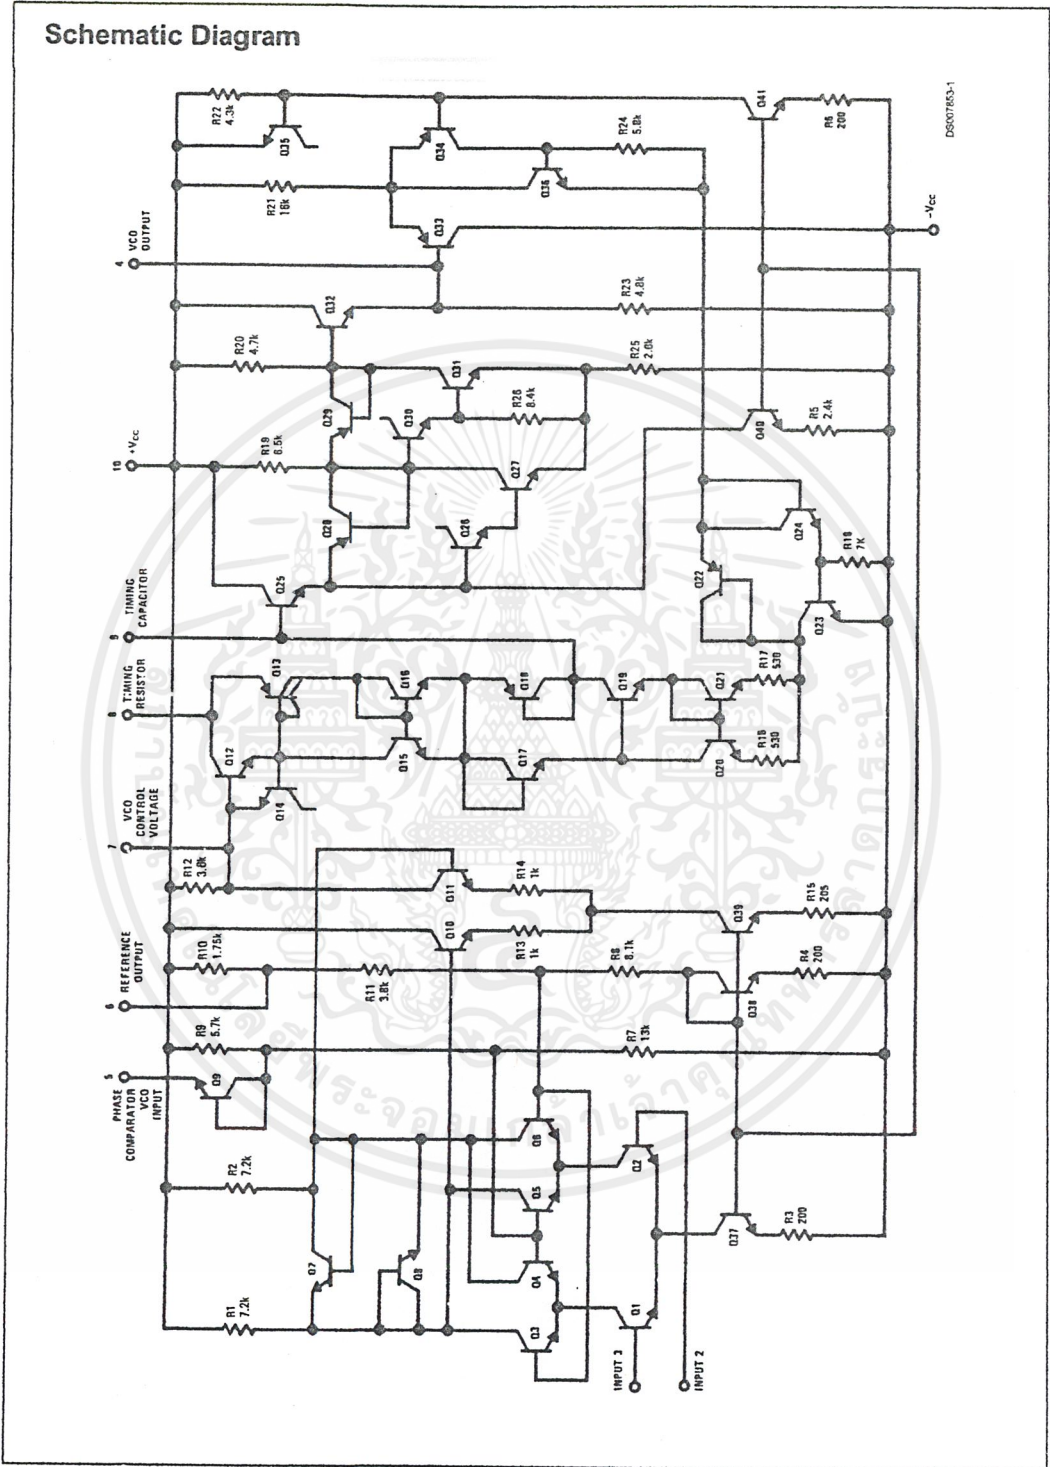 Schematic Diagram
R22
4.3k
Q35
R21
16k
Q34
Q36
R24
5.8k
Q41
R6
200
DS007853-1
4
VCO
OUTPUT
Q33
-VCC
Q32
R23
4.8k
R20
4.7k
Q31
R25
2.6k
Q29
Q30
R26
8.4k
Q40
R5
2.4k
10
+VCC
R19
6.5k
Q28
Q27
Q26
Q24
R16
7K
Q22
Q23
Q25
9
TIMING
CAPACITOR
8
TIMING
RESISTOR
Q13
Q16
Q18
Q19
Q21
R17
530
Q12
Q15
Q17
Q20
R18
530
Q14
7
VCO
CONTROL
VOLTAGE
R12
3.8k
Q11
R14
1k
Q10
R13
1k
Q39
R15
205
6
REFERENCE
OUTPUT
R10
1.75k
R11
3.8k
R8
8.1k
Q38
R4
200
5
PHASE
COMPARATOR
VCO
INPUT
R9
5.7k
Q9
R7
13k
R2
7.2k
Q6
Q2
Q5
Q37
R3
200
Q7
Q8
Q4
Q1
R1
7.2k
Q3
INPUT 3
INPUT 2